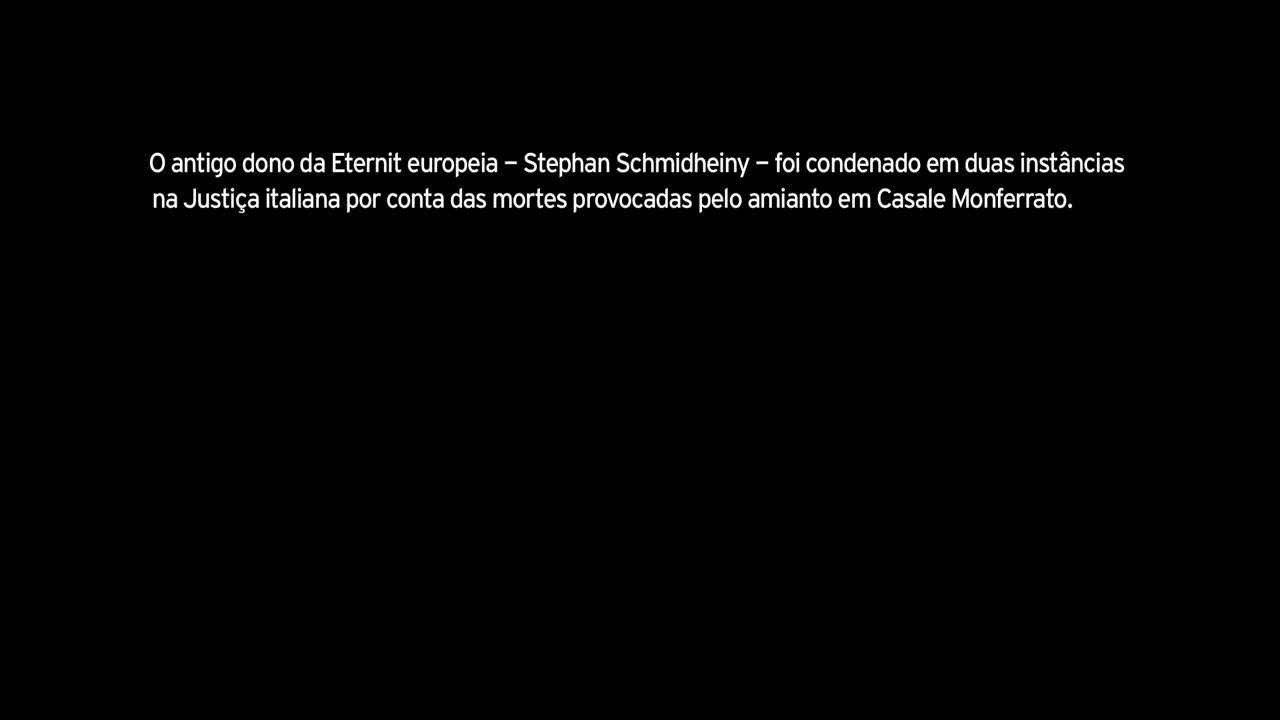 O antigo dono da Eternit europeia – Stephan Schmidheiny – foi condenado em duas instâncias
na Justiça italiana por conta das mortes provocadas pelo amianto em Casale Monferrato.